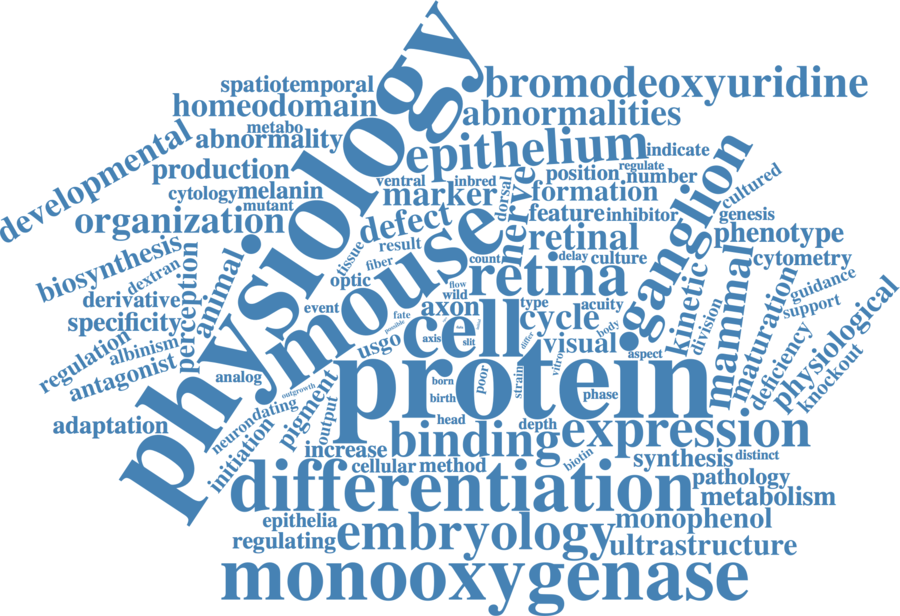 physiology
bromodeoxyuridine
spatiotemporal
homeodomain
abnormalities
metabo
abnormality
developmental
epithelium
indicate
production
position
regulate
number
cytology
melanin
ventral
inbred
marker
dorsal
nerve
formation
cultured
mutant
organization
defect
feature
inhibitor
genesis
ganglion
retinal
phenotype
result
tissue
mouse
biosynthesis
dextran
perception
animal
fiber
count
delay
culture
cytometry
optic
retina
kinetic
mammal
maturation
guidance
derivative
flow
wild
support
event
axon
type
acuity
specificity
fate
possible
cell
cycle
body
division
physiological
regulation
albinism
usgo
axis
slit
visual
vitro
aspect
deficiency
knockout
antagonist
analog
born
protein
poor
strain
phase
outgrowth
birth
neurondating
pigment
output
head
adaptation
initiation
depth
binding
expression
increase
biotin
synthesis
distinct
cellular
method
differentiation
pathology
metabolism
epithelia
embryology
monophenol
regulating
ultrastructure
monooxygenase